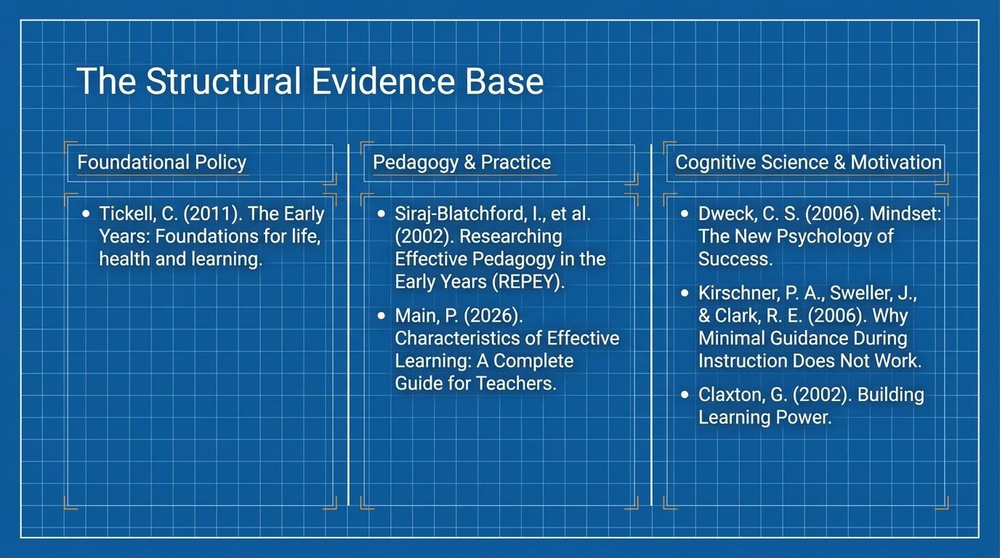 The Structural Evidence Base
Foundational Policy
• Tickell, C. (2011). The Early
Years: Foundations for life,
health and learning.
Pedagogy & Practice
• Siraj-Blatchford, I., et al.
(2002). Researching
Effective Pedagogy in the
Early Years (REPEY).
• Main, P. (2026).
Characteristics of Effective
Learning: A Complete
Guide for Teachers.
Cognitive Science & Motivation
• Dweck, C. S. (2006). Mindset:
The New Psychology of
Success.
• Kirschner, P. A., Sweller, J.,
& Clark, R. E. (2006). Why
Minimal Guidance During
Instruction Does Not Work.
• Claxton, G. (2002). Building
Learning Power.